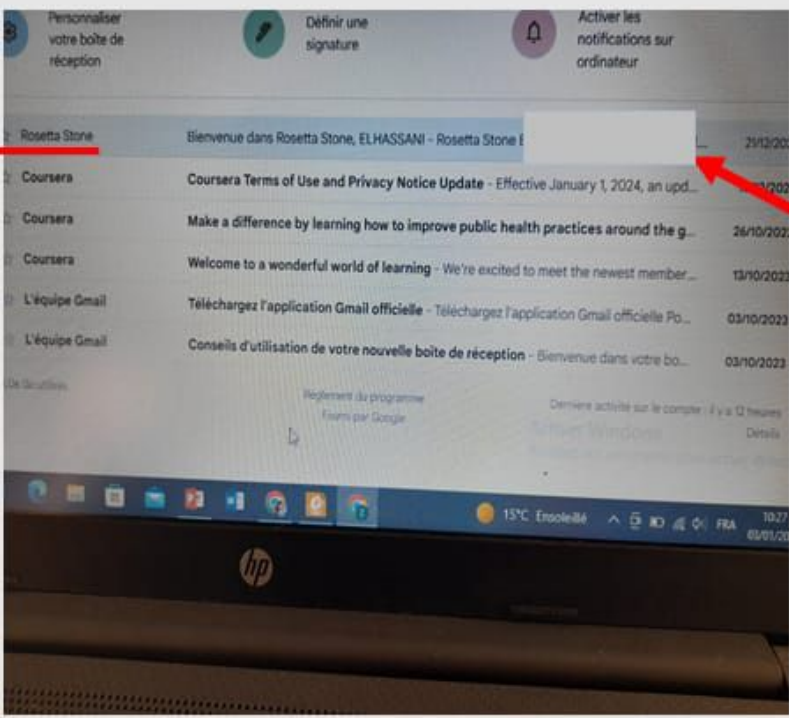 Personnaliser
votre boîte de
réception
Définir une
signature
Activer les
notifications sur
ordinateur
Rosetta Stone Bienvenue dans Rosetta Stone, ELHASSANI - Rosetta Stone 21/12/20
Coursera Coursera Terms of Use and Privacy Notice Update - Effective January 1, 2024, an upd...
Coursera Make a difference by learning how to improve public health practices around the g... 26/10/2023
Coursera Welcome to a wonderful world of learning - We're excited to meet the newest member... 13/10/2023
L'équipe Gmail Téléchargez l'application Gmail officielle - Téléchargez l'application Gmail officielle Po... 03/10/2023
L'équipe Gmail Conseils d'utilisation de votre nouvelle boîte de réception - Bienvenue dans votre bo... 03/10/2023
Règlement du programme
Fourni par Google
Dernière activité sur le compte : il y a 12 heures
Détails
Activer Windows
15°C Ensoleillé FRA 10:27
03/01/20
hp